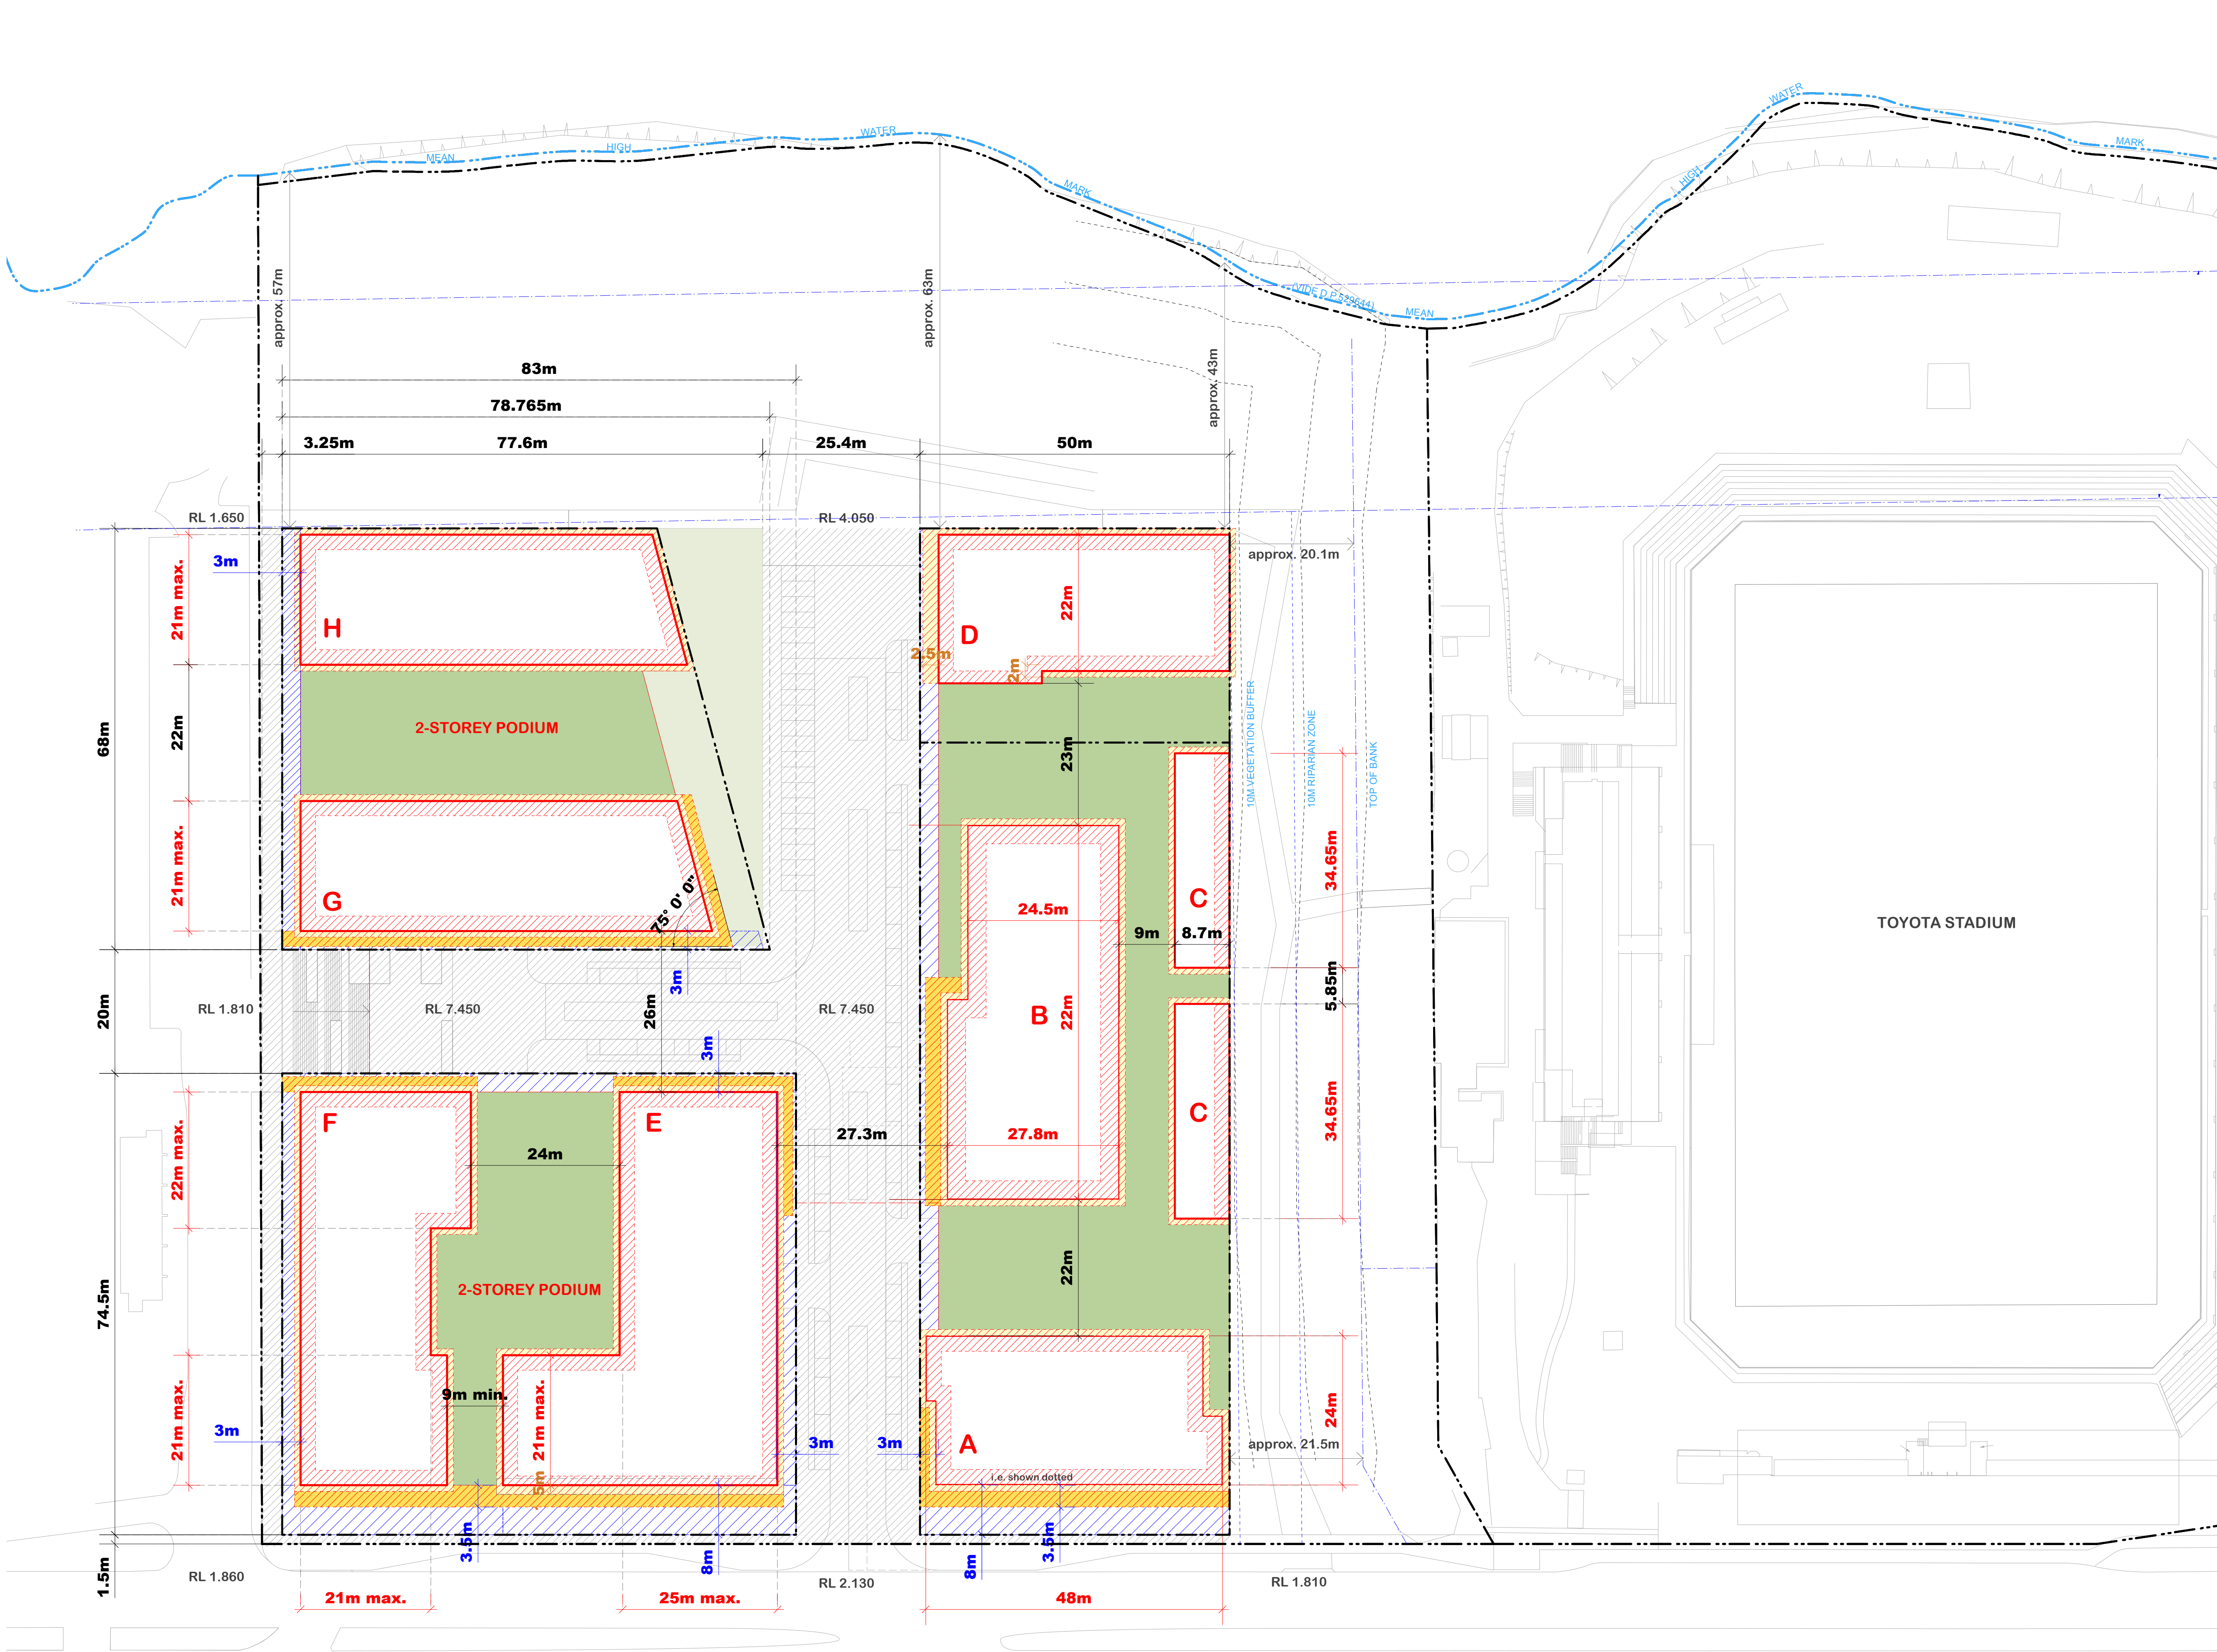 WATER
MARK
WATER
HIGH
MEAN
MARK
HIGH
(VIDE D.P.529644)
MEAN
approx. 57m
approx. 63m
approx. 43m
83m
78.765m
3.25m
77.6m
25.4m
50m
RL 1.650
RL 4.050
3m
21m max.
H
D
22m
approx. 20.1m
2.5m
2m
68m
22m
2-STOREY PODIUM
23m
10M VEGETATION BUFFER
10M RIPARIAN ZONE
TOP OF BANK
21m max.
G
75° 0' 0"
34.65m
C
24.5m
9m
8.7m
TOYOTA STADIUM
3m
5.85m
20m
RL 1.810
RL 7.450
26m
RL 7.450
B
22m
3m
F
E
C
34.65m
22m max.
24m
27.3m
27.8m
74.5m
2-STOREY PODIUM
22m
9m min.
21m max.
21m max.
24m
3m
3m
3m
A
approx. 21.5m
i.e. shown dotted
3.5m
8m
8m
3.5m
1.5m
RL 1.860
RL 2.130
RL 1.810
21m max.
25m max.
48m